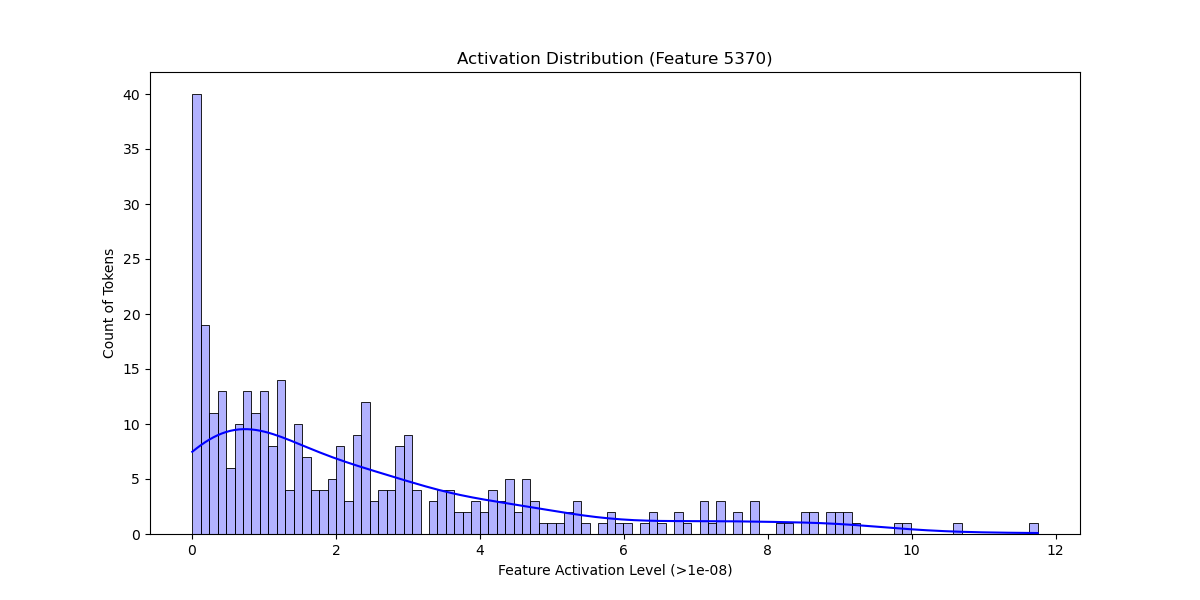 Activation Distribution (Feature 5370)
40
35
30
25
20
15
10
5
0
Count of Tokens
0 2 4 6 8 10 12
Feature Activation Level (>1e-08)